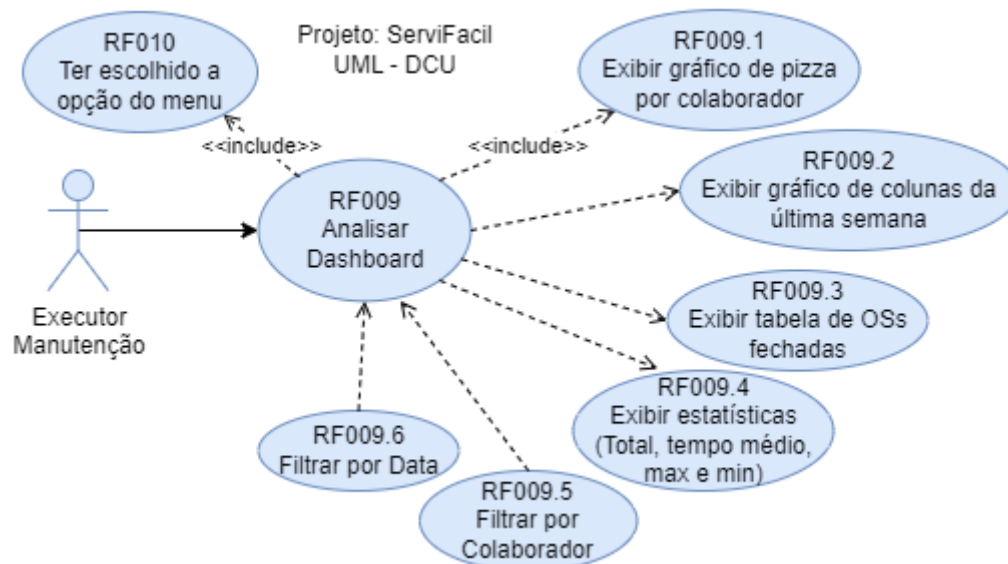 RF010
Ter escolhido a
opção do menu
Projeto: ServiFacil
UML - DCU
RF009.1
Exibir gráfico de pizza
por colaborador
<<include>>
<<include>>
RF009.2
Exibir gráfico de colunas da
última semana
RF009
Analisar
Dashboard
Executor
Manutenção
RF009.3
Exibir tabela de OSs
fechadas
RF009.4
Exibir estatísticas
(Total, tempo médio,
max e min)
RF009.6
Filtrar por Data
RF009.5
Filtrar por
Colaborador